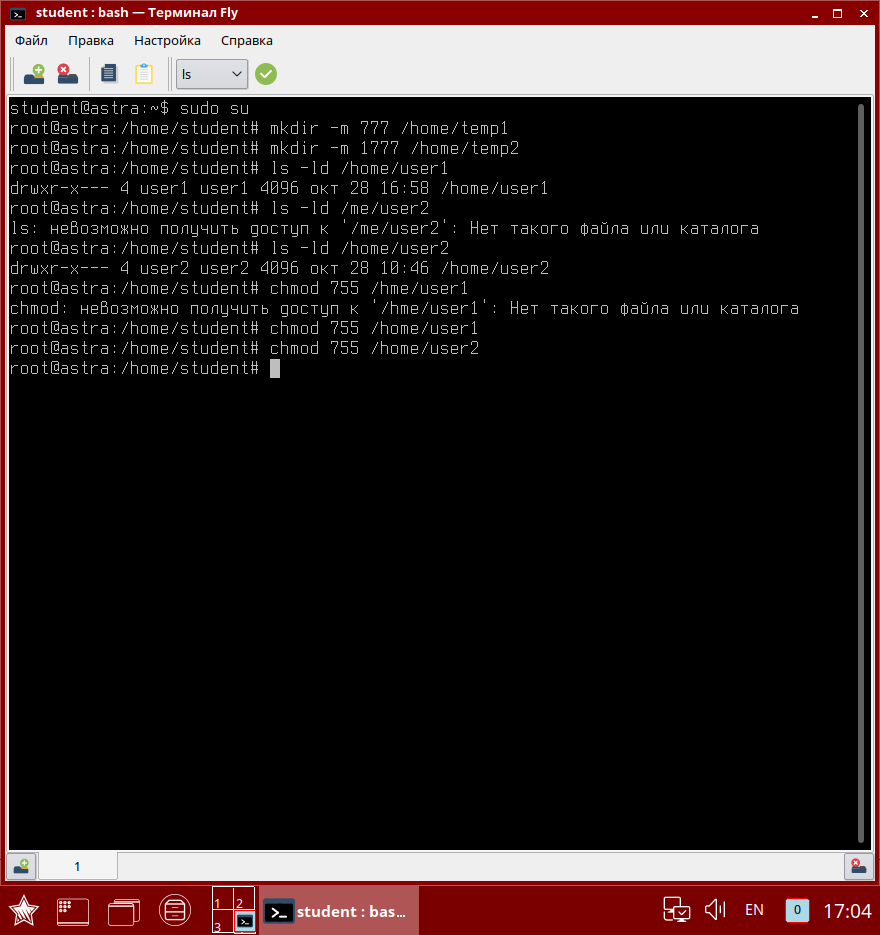 student : bash — Терминал Fly
Файл Правка Настройка Справка
ls
student@astra:~$ sudo su
root@astra:/home/student# mkdir -m 777 /home/temp1
root@astra:/home/student# mkdir -m 1777 /home/temp2
root@astra:/home/student# ls -ld /home/user1
drwxr-x--- 4 user1 user1 4096 окт 28 16:58 /home/user1
root@astra:/home/student# ls -ld /me/user2
ls: невозможно получить доступ к '/me/user2': Нет такого файла или каталога
root@astra:/home/student# ls -ld /home/user2
drwxr-x--- 4 user2 user2 4096 окт 28 10:46 /home/user2
root@astra:/home/student# chmod 755 /hme/user1
chmod: невозможно получить доступ к '/hme/user1': Нет такого файла или каталога
root@astra:/home/student# chmod 755 /home/user1
root@astra:/home/student# chmod 755 /home/user2
root@astra:/home/student#
1
1 2
3
student : bas...
EN
0
17:04